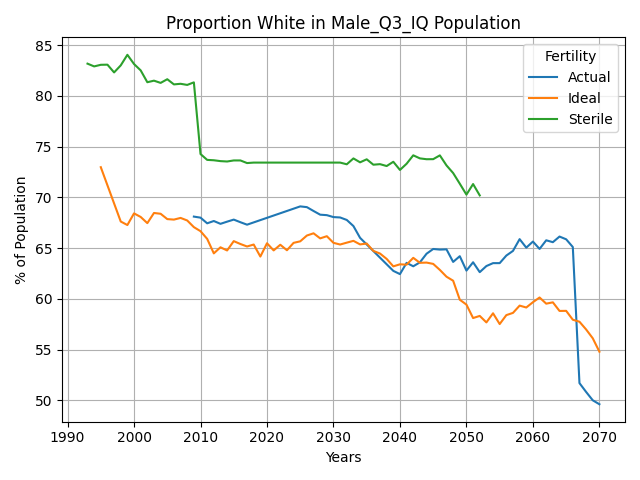 Proportion White in Male_Q3_IQ Population
% of Population
85
80
75
70
65
60
55
50
Fertility
Actual
Ideal
Sterile
1990 2000 2010 2020 2030 2040 2050 2060 2070
Years